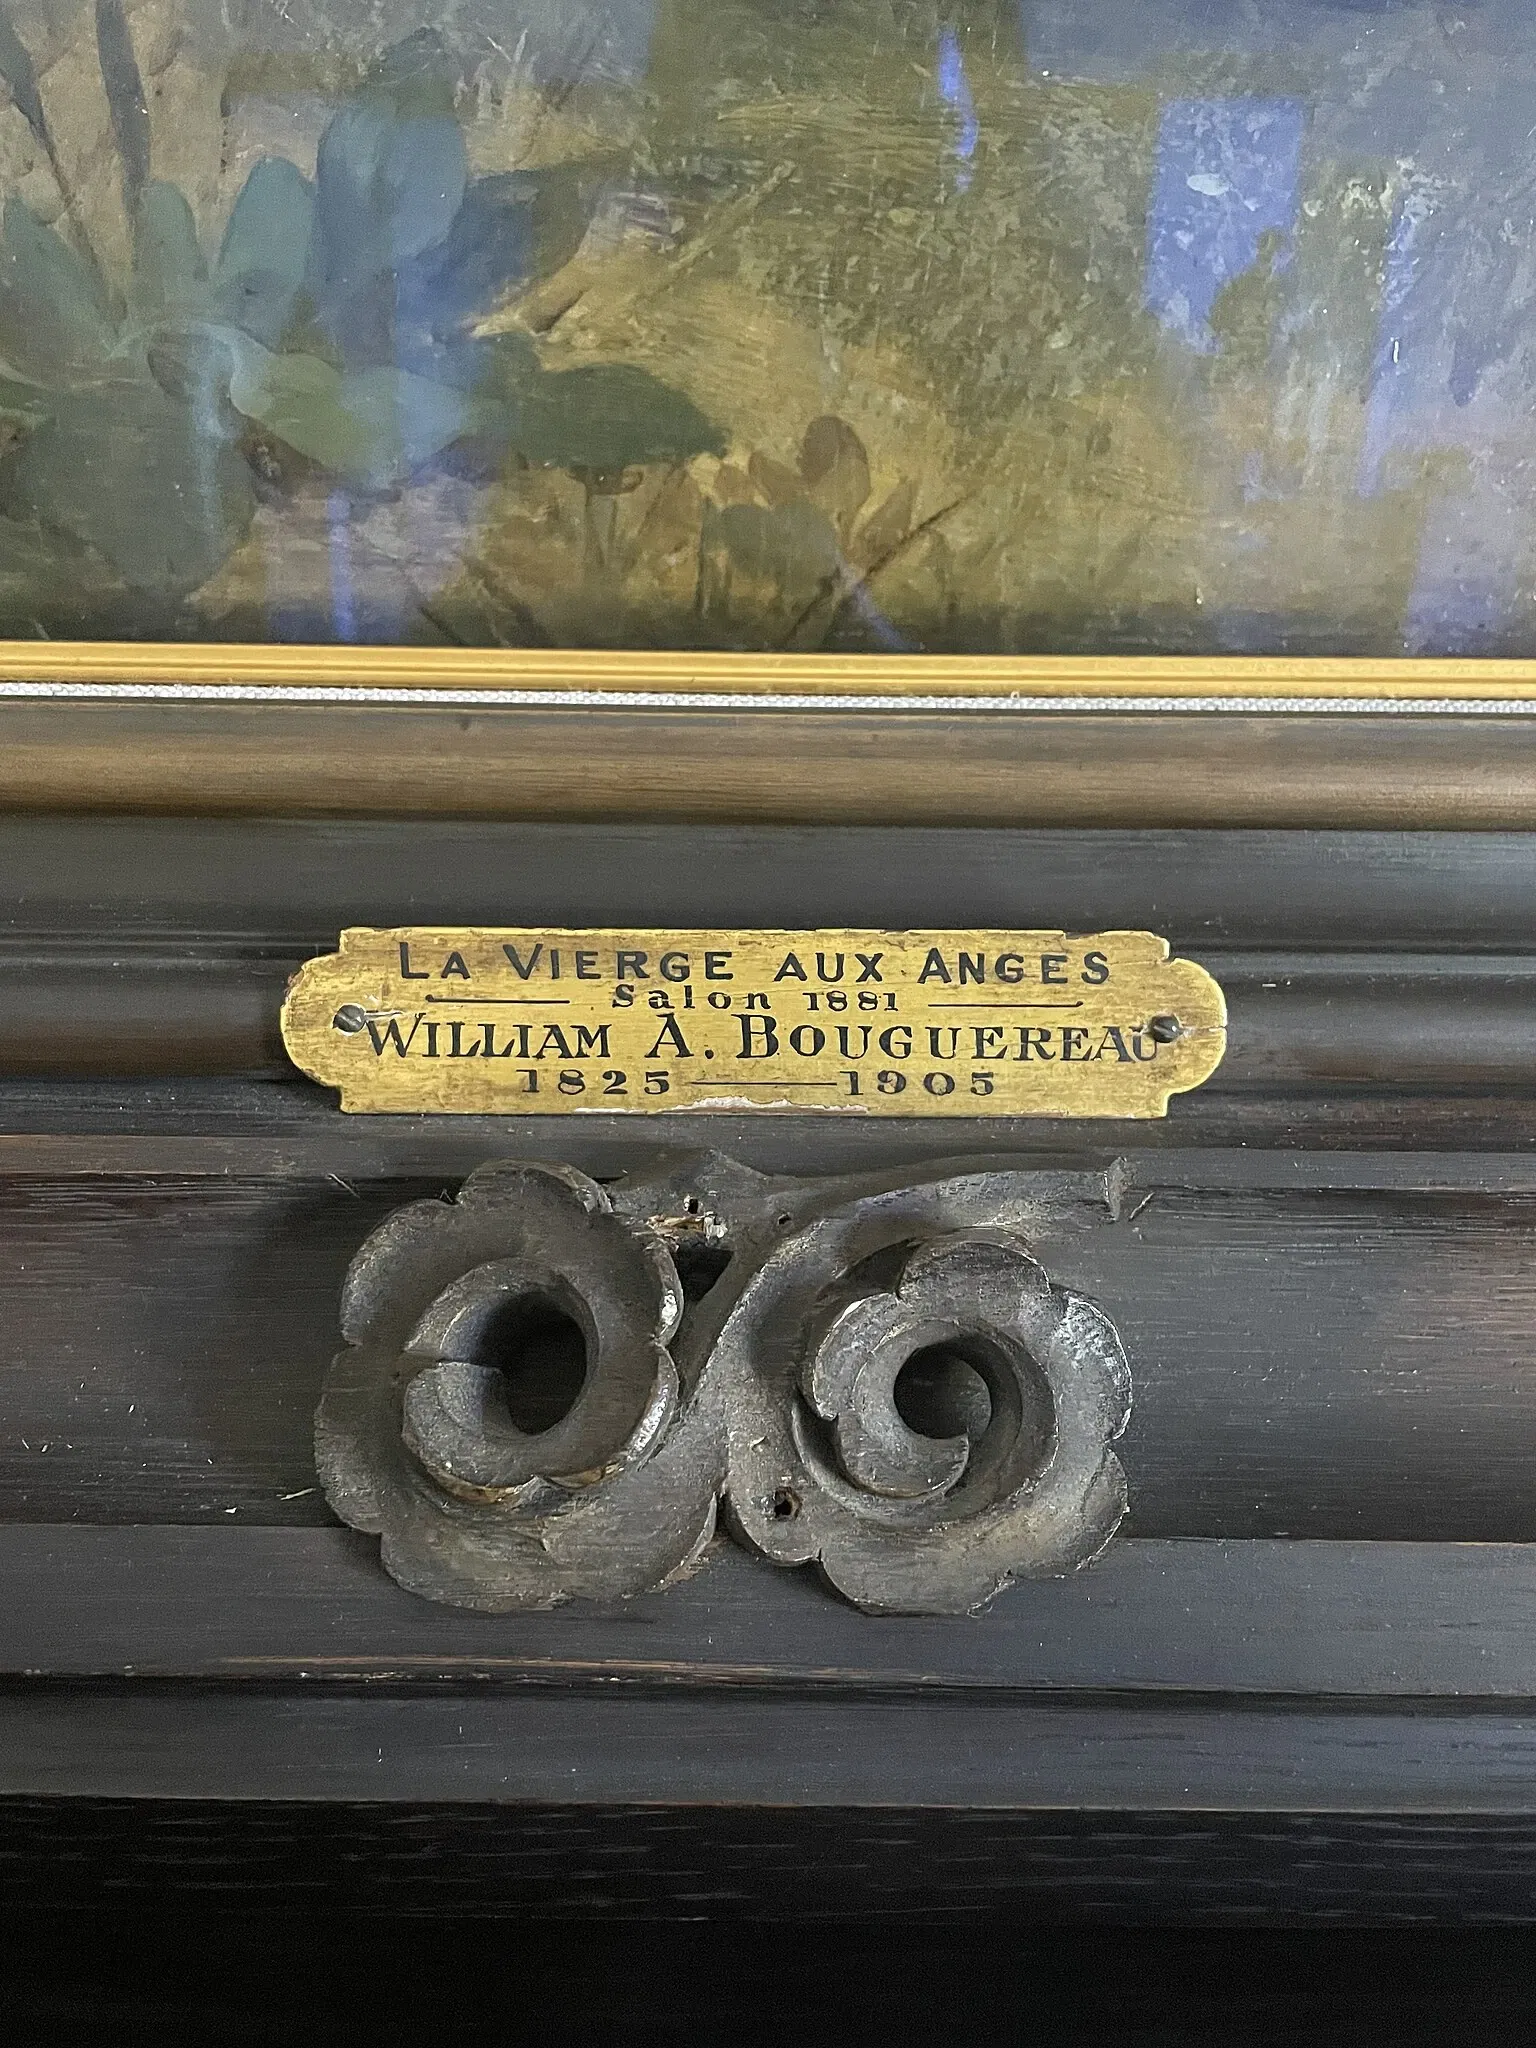 LA VIERGE AUX ANGES
Salon 1881
WILLIAM A. BOUGUEREAU
1825 — 1905